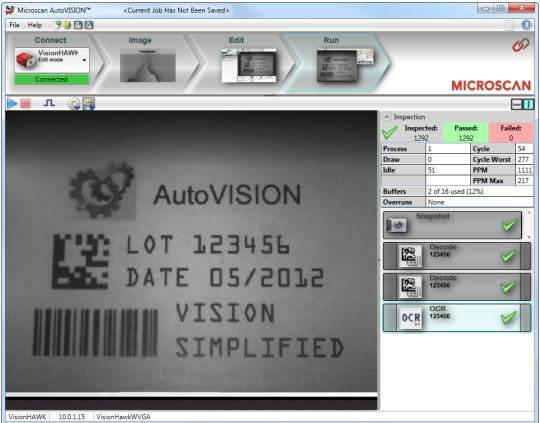 Microscan AutoVISION™ <Current Job Has Not Been Saved>
File Help
Connect Image Edit Run
VisionHAWK
Edit mode
Connected
MICROSCAN
Inspection
Inspected: Passed: Failed:
1292 1292 0
Process 1 Cycle 54
Draw 0 Cycle Worst 277
Idle 51 PPM 1111
PPM Max 217
Buffers 2 of 16 used (12%)
Overruns None
Snapshot
Decode
123456
Decode
123456
OCR
OCR
123456
AutoVISION
LOT 123456
DATE 05/2012
VISION
SIMPLIFIED
VisionHAWK 10.0.1.15 VisionHawkWVGA